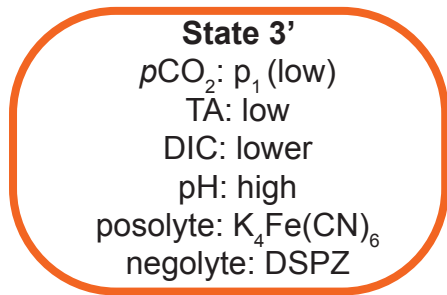 State 3’
pCO₂: p₁ (low)
TA: low
DIC: lower
pH: high
posolyte: K₄Fe(CN)₆
negolyte: DSPZ